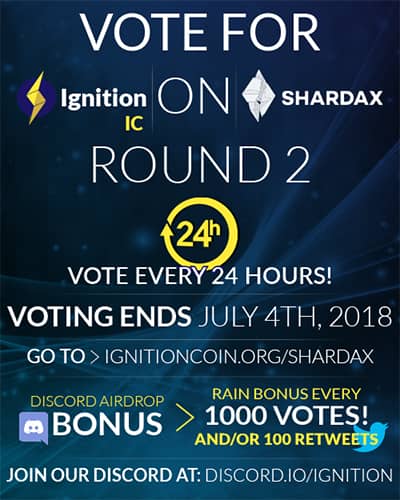 VOTE FOR
Ignition IC ON SHARDAX
ROUND 2
24h
VOTE EVERY 24 HOURS!
VOTING ENDS JULY 4TH, 2018
GO TO > IGNITIONCOIN.ORG/SHARDAX
DISCORD AIRDROP
BONUS >
RAIN BONUS EVERY
1000 VOTES!
AND/OR 100 RETWEETS
JOIN OUR DISCORD AT: DISCORD.IO/IGNITION